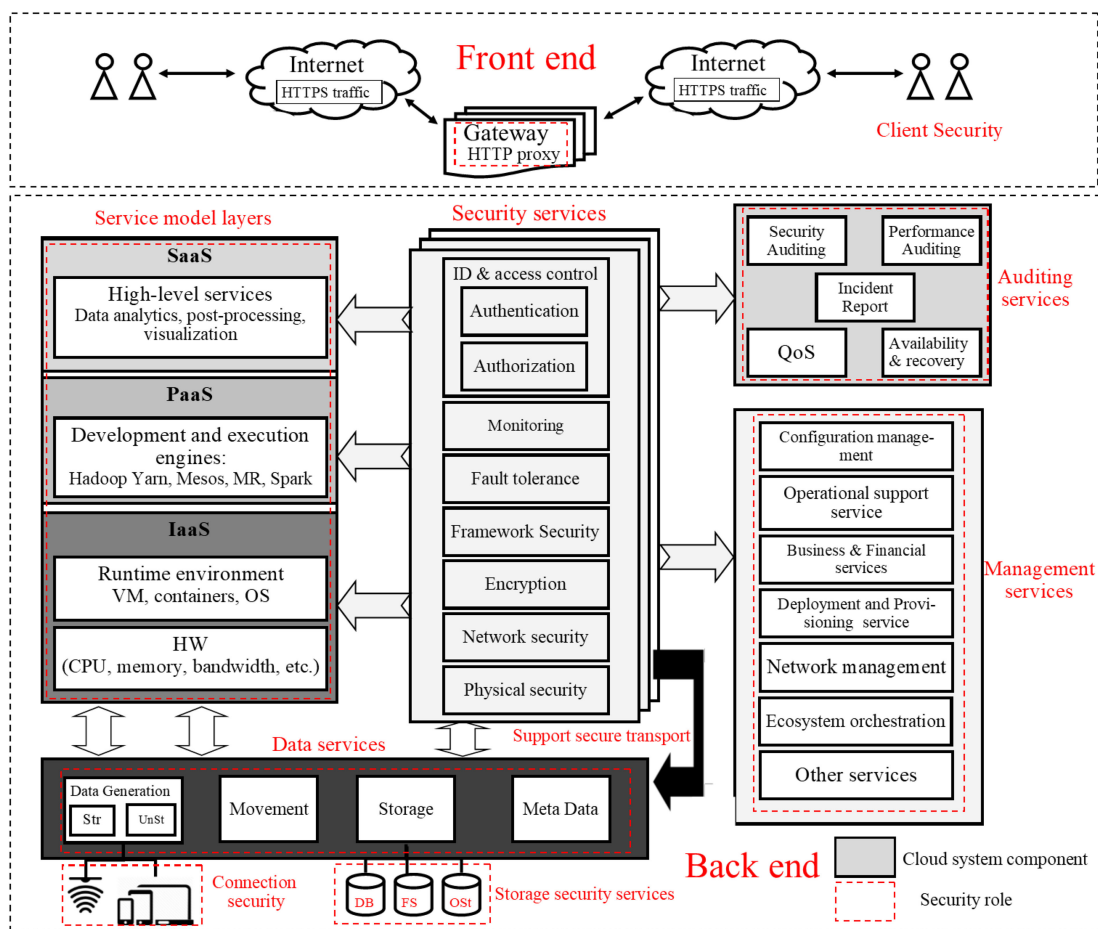 Front end
Internet
HTTPS traffic
Internet
HTTPS traffic
Gateway
HTTP proxy
Client Security
Service model layers
SaaS
High-level services
Data analytics, post-processing,
visualization
PaaS
Development and execution
engines:
Hadoop Yarn, Mesos, MR, Spark
IaaS
Runtime environment
VM, containers, OS
HW
(CPU, memory, bandwidth, etc.)
Security services
ID & access control
Authentication
Authorization
Monitoring
Fault tolerance
Framework Security
Encryption
Network security
Physical security
Security
Auditing
Performance
Auditing
Incident
Report
QoS
Availability
& recovery
Auditing
services
Configuration manage-
ment
Operational support
service
Business & Financial
services
Deployment and Provi-
sioning service
Network management
Ecosystem orchestration
Other services
Management
services
Support secure transport
Data services
Data Generation
Str
UnSt
Movement
Storage
Meta Data
Connection
security
DB
FS
OSt
Storage security services
Back end
Cloud system component
Security role